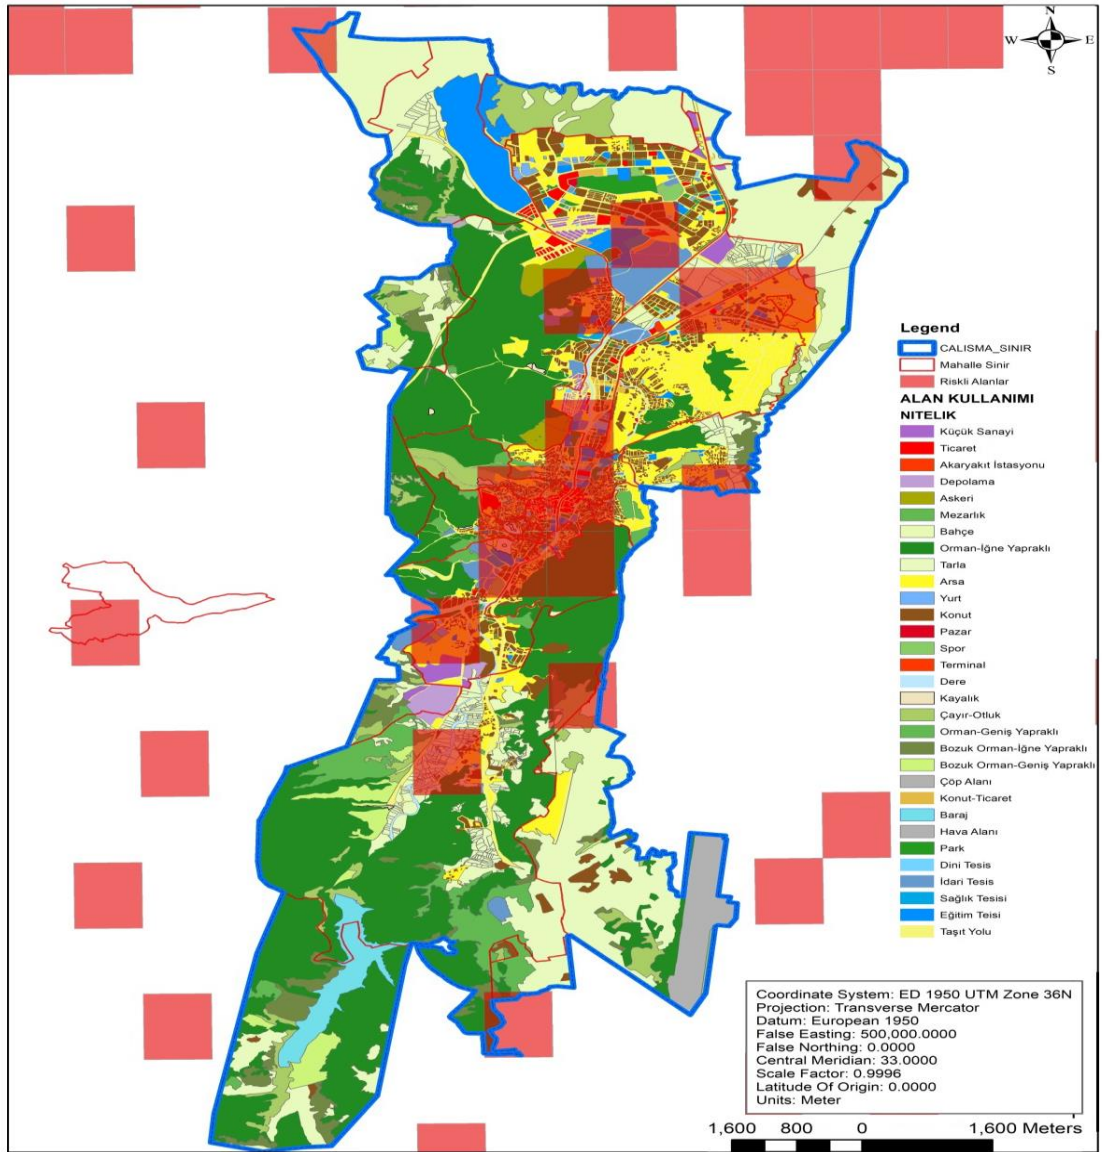 N
W E
S
Legend
CALISMA_SINIR
Mahalle Sinir
Riskli Alanlar
ALAN KULLANIMI
NITELIK
Küçük Sanayi
Ticaret
Akaryakıt İstasyonu
Depolama
Askeri
Mezarlık
Bahçe
Orman-İğne Yapraklı
Tarla
Arsa
Yurt
Konut
Pazar
Spor
Terminal
Dere
Kayalık
Çayır-Otluk
Orman-Geniş Yapraklı
Bozuk Orman-İğne Yapraklı
Bozuk Orman-Geniş Yapraklı
Çöp Alanı
Konut-Ticaret
Baraj
Hava Alanı
Park
Dini Tesis
İdari Tesis
Sağlık Tesisi
Eğitim Teisi
Taşıt Yolu
Coordinate System: ED 1950 UTM Zone 36N
Projection: Transverse Mercator
Datum: European 1950
False Easting: 500,000.0000
False Northing: 0.0000
Central Meridian: 33.0000
Scale Factor: 0.9996
Latitude Of Origin: 0.0000
Units: Meter
1,600 800 0 1,600 Meters